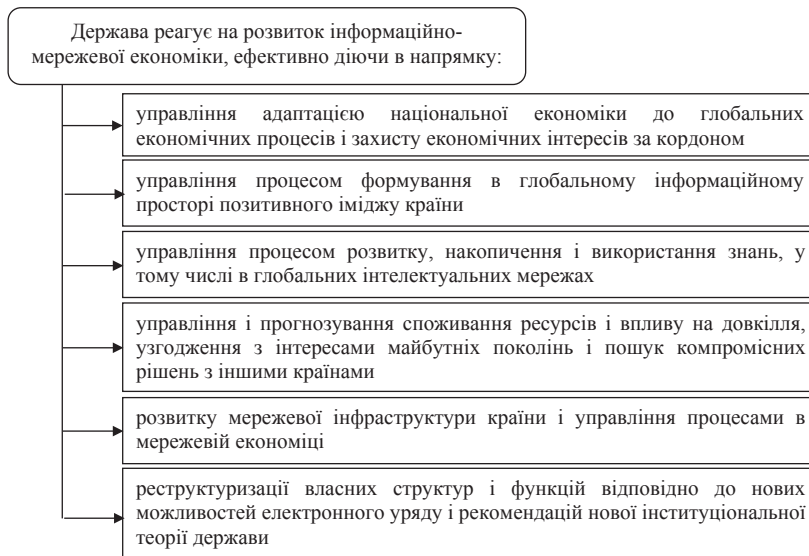 Держава реагує на розвиток інформаційно-
мережевої економіки, ефективно діючи в напрямку:
управління адаптацією національної економіки до глобальних
економічних процесів і захисту економічних інтересів за кордоном
управління процесом формування в глобальному інформаційному
просторі позитивного іміджу країни
управління процесом розвитку, накопичення і використання знань, у
тому числі в глобальних інтелектуальних мережах
управління і прогнозування споживання ресурсів і впливу на довкілля,
узгодження з інтересами майбутніх поколінь і пошук компромісних
рішень з іншими країнами
розвитку мережевої інфраструктури країни і управління процесами в
мережевій економіці
реструктуризації власних структур і функцій відповідно до нових
можливостей електронного уряду і рекомендацій нової інституціональної
теорії держави